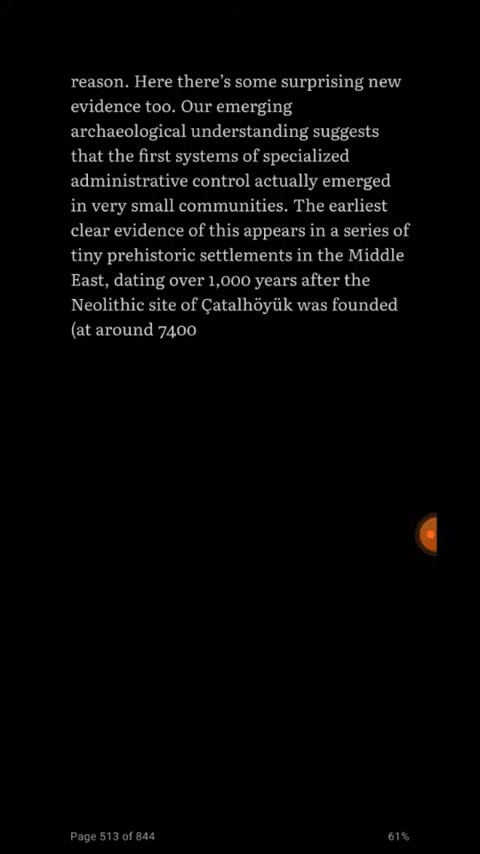 reason. Here there’s some surprising new
evidence too. Our emerging
archaeological understanding suggests
that the first systems of specialized
administrative control actually emerged
in very small communities. The earliest
clear evidence of this appears in a series of
tiny prehistoric settlements in the Middle
East, dating over 1,000 years after the
Neolithic site of Çatalhöyük was founded
(at around 7400
Page 513 of 844 61%